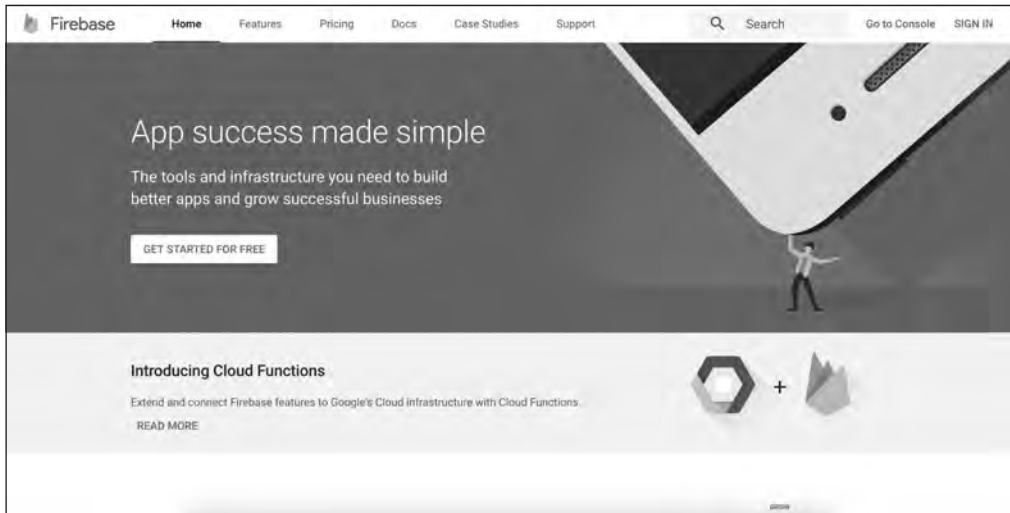 Firebase
Home Features Pricing Docs Case Studies Support Search Go to Console SIGN IN
App success made simple
The tools and infrastructure you need to build
better apps and grow successful businesses
GET STARTED FOR FREE
Introducing Cloud Functions
Extend and connect Firebase features to Google's Cloud infrastructure with Cloud Functions.
READ MORE